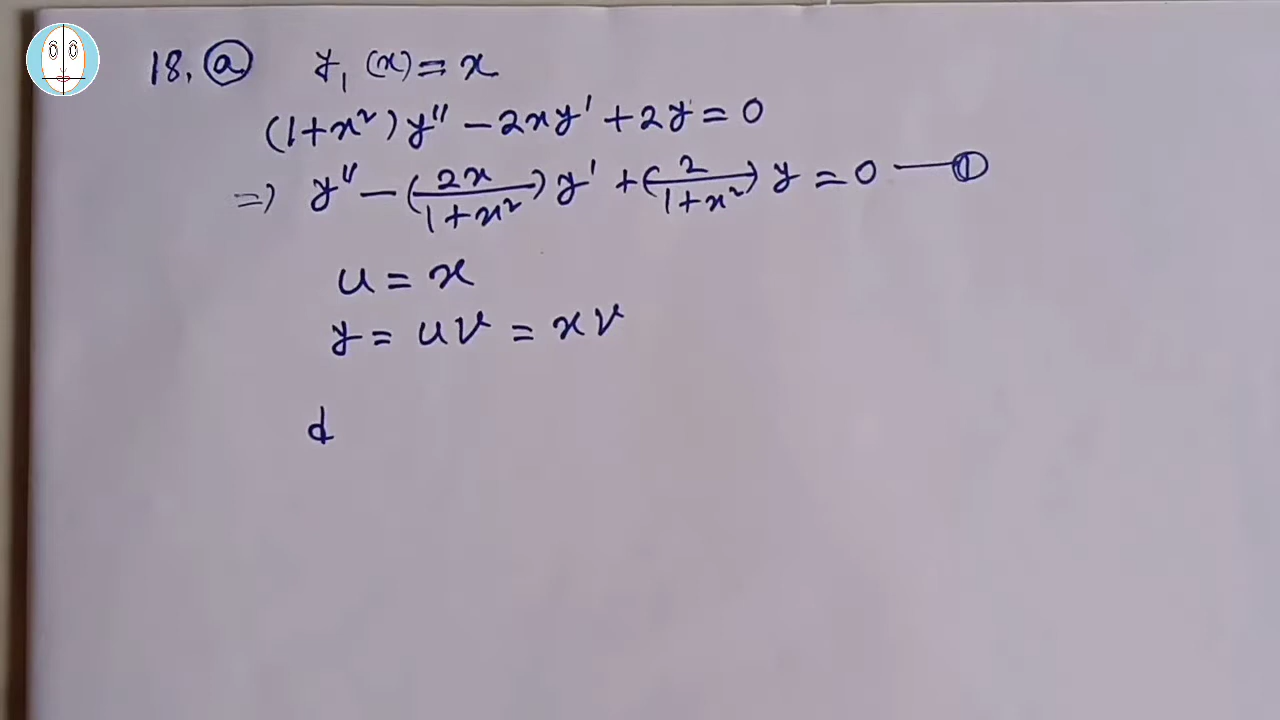 18. ⓐ y₁(x) = x
(1+x²)y'' - 2xy' + 2y = 0
⇒ y'' - (2x/1+x²)y' + (2/1+x²)y = 0 —①
u = x
y = uv = xv
d